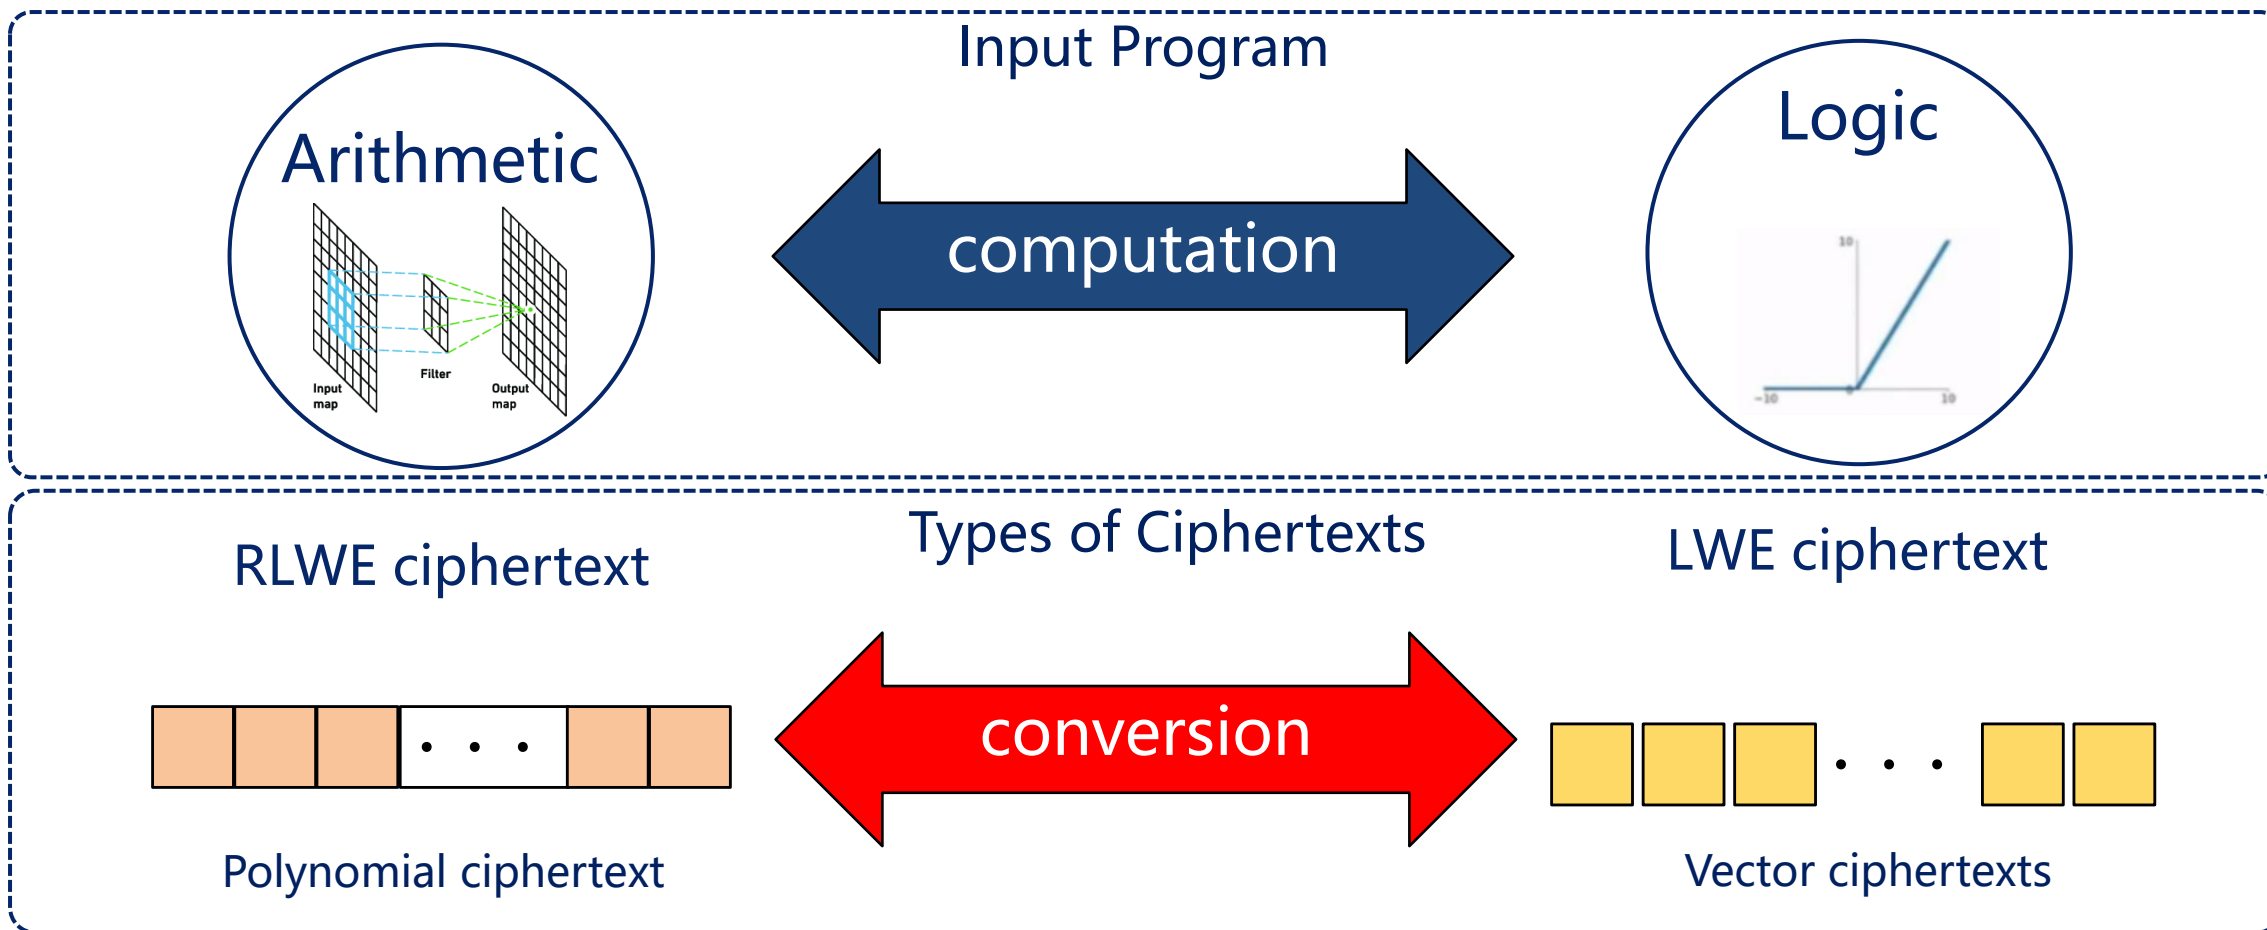 Input Program
Arithmetic
Input
map
Filter
Output
map
computation
Logic
10
0
-10
10
Types of Ciphertexts
RLWE ciphertext
LWE ciphertext
conversion
Polynomial ciphertext
Vector ciphertexts